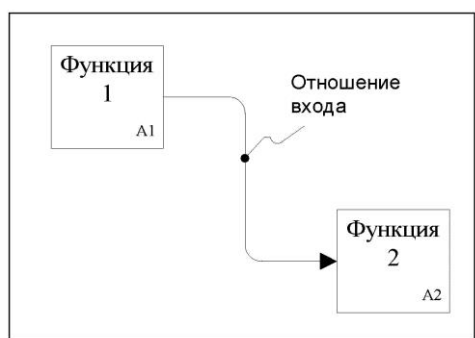 Функция
1
A1
Отношение
входа
Функция
2
A2